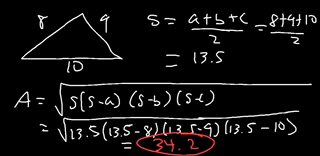 8 9
10
S = (a+b+c)/2 = (8+9+10)/2
= 13.5
A = √(S(S-a)(S-b)(S-c))
= √(13.5(13.5-8)(13.5-9)(13.5-10))
= 34.2